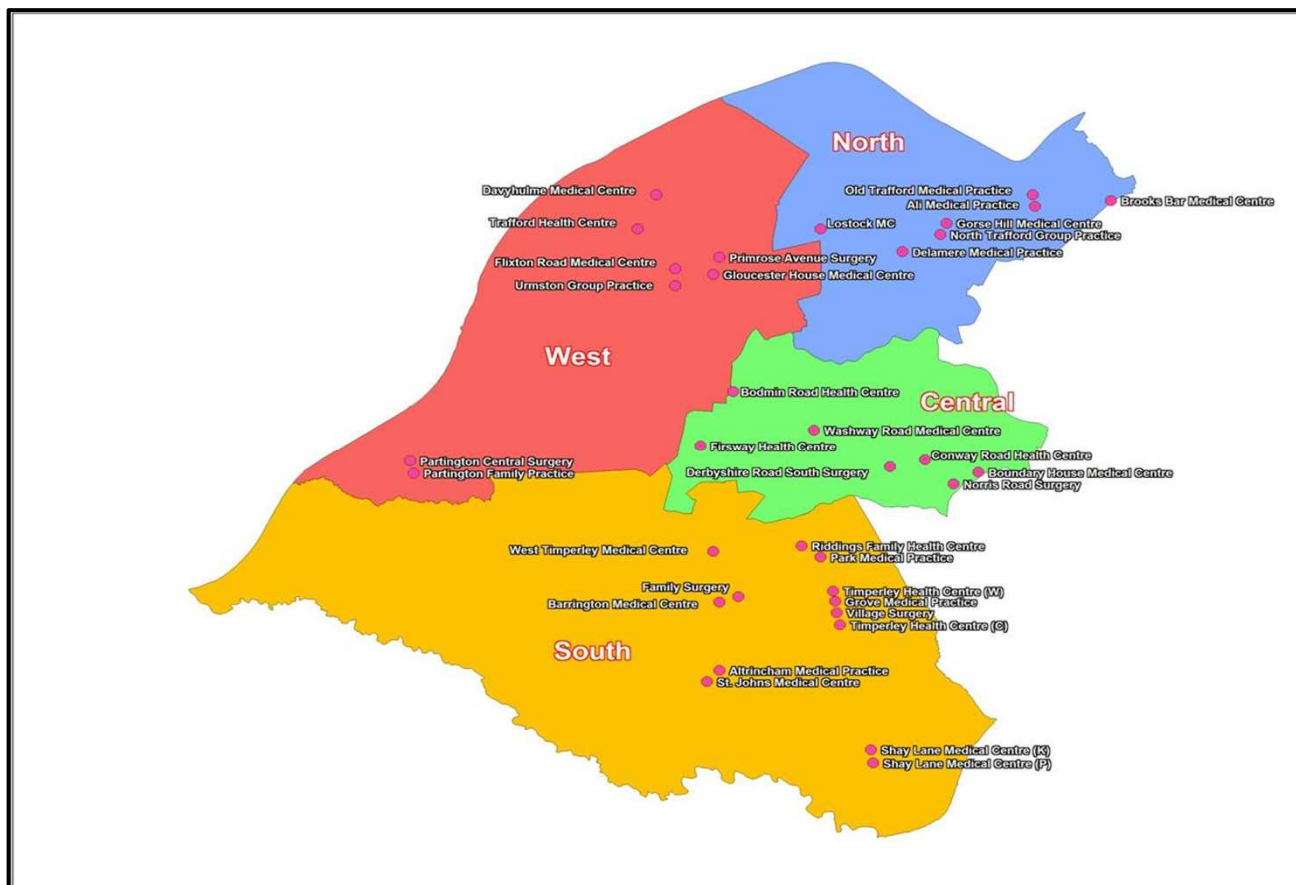 North
Davyhulme Medical Centre
Old Trafford Medical Practice
Brooks Bar Medical Centre
Ali Medical Practice
Trafford Health Centre
Lostock MC
Gorse Hill Medical Centre
North Trafford Group Practice
Delamere Medical Practice
Primrose Avenue Surgery
Flixton Road Medical Centre
Gloucester House Medical Centre
Urmston Group Practice
West
Bodmin Road Health Centre
Central
Washway Road Medical Centre
Firsway Health Centre
Conway Road Health Centre
Partington Central Surgery
Derbyshire Road South Surgery
Boundary House Medical Centre
Partington Family Practice
Norris Road Surgery
West Timperley Medical Centre
Riddings Family Health Centre
Park Medical Practice
Family Surgery
Timperley Health Centre (W)
Barrington Medical Centre
Grove Medical Practice
Village Surgery
Timperley Health Centre (C)
South
Altrincham Medical Practice
St. Johns Medical Centre
Shay Lane Medical Centre (K)
Shay Lane Medical Centre (P)